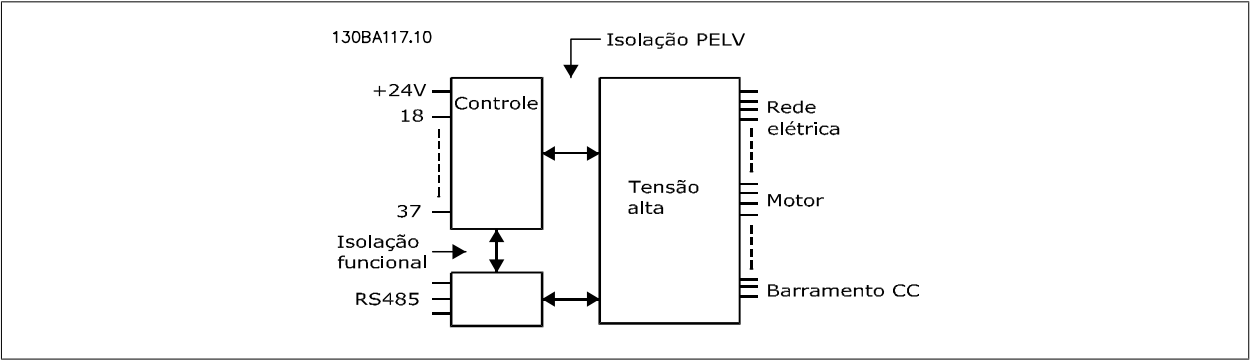 130BA117.10
Isolação PELV
+24V
Controle
18
Rede
elétrica
Tensão
alta
Motor
37
Isolação
funcional
RS485
Barramento CC